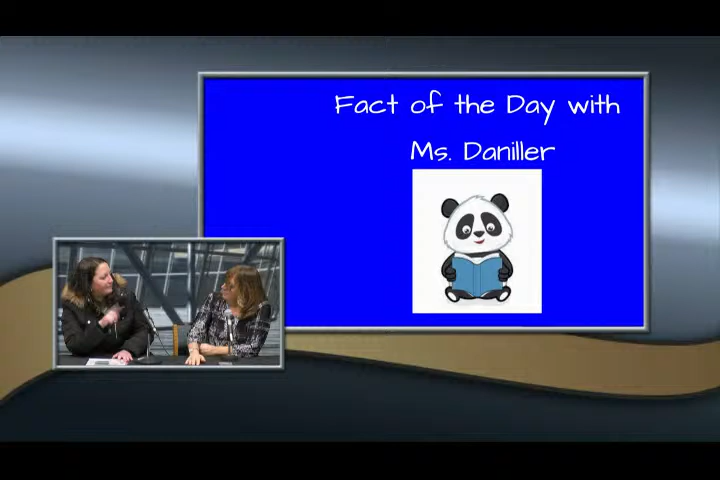 Fact of the Day with
Ms. Daniller